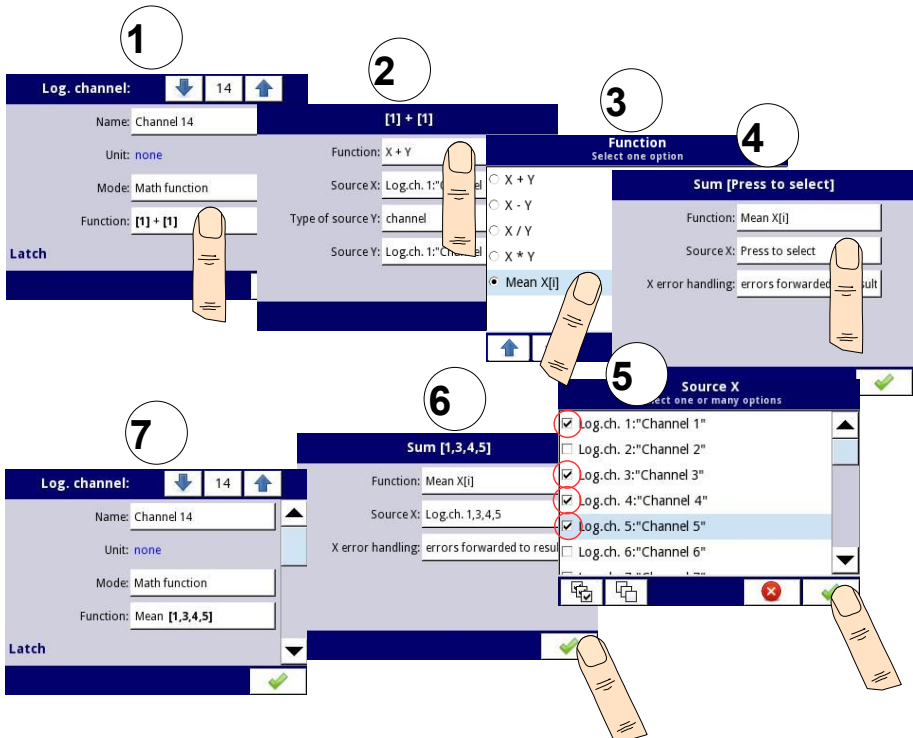 1
Log. channel:
14
Name: Channel 14
Unit: none
Mode: Math function
Function: [1] + [1]
Latch
2
[1] + [1]
Function: X + Y
Source X: Log.ch. 1:"
Type of source Y: channel
Source Y: Log.ch. 1:"Channel
3
Function
Select one option
X + Y
X - Y
X / Y
X * Y
Mean X[i]
4
Sum [Press to select]
Function: Mean X[i]
Source X: Press to select
X error handling: errors forwarded
5
Source X
one or many options
Log.ch. 1:"Channel 1"
Log.ch. 2:"Channel 2"
Log.ch. 3:"Channel 3"
Log.ch. 4:"Channel 4"
Log.ch. 5:"Channel 5"
Log.ch. 6:"Channel 6"
6
Sum [1,3,4,5]
Function: Mean X[i]
Source X: Log.ch. 1,3,4,5
X error handling: errors forwarded to resul
7
Log. channel:
14
Name: Channel 14
Unit: none
Mode: Math function
Function: Mean [1,3,4,5]
Latch